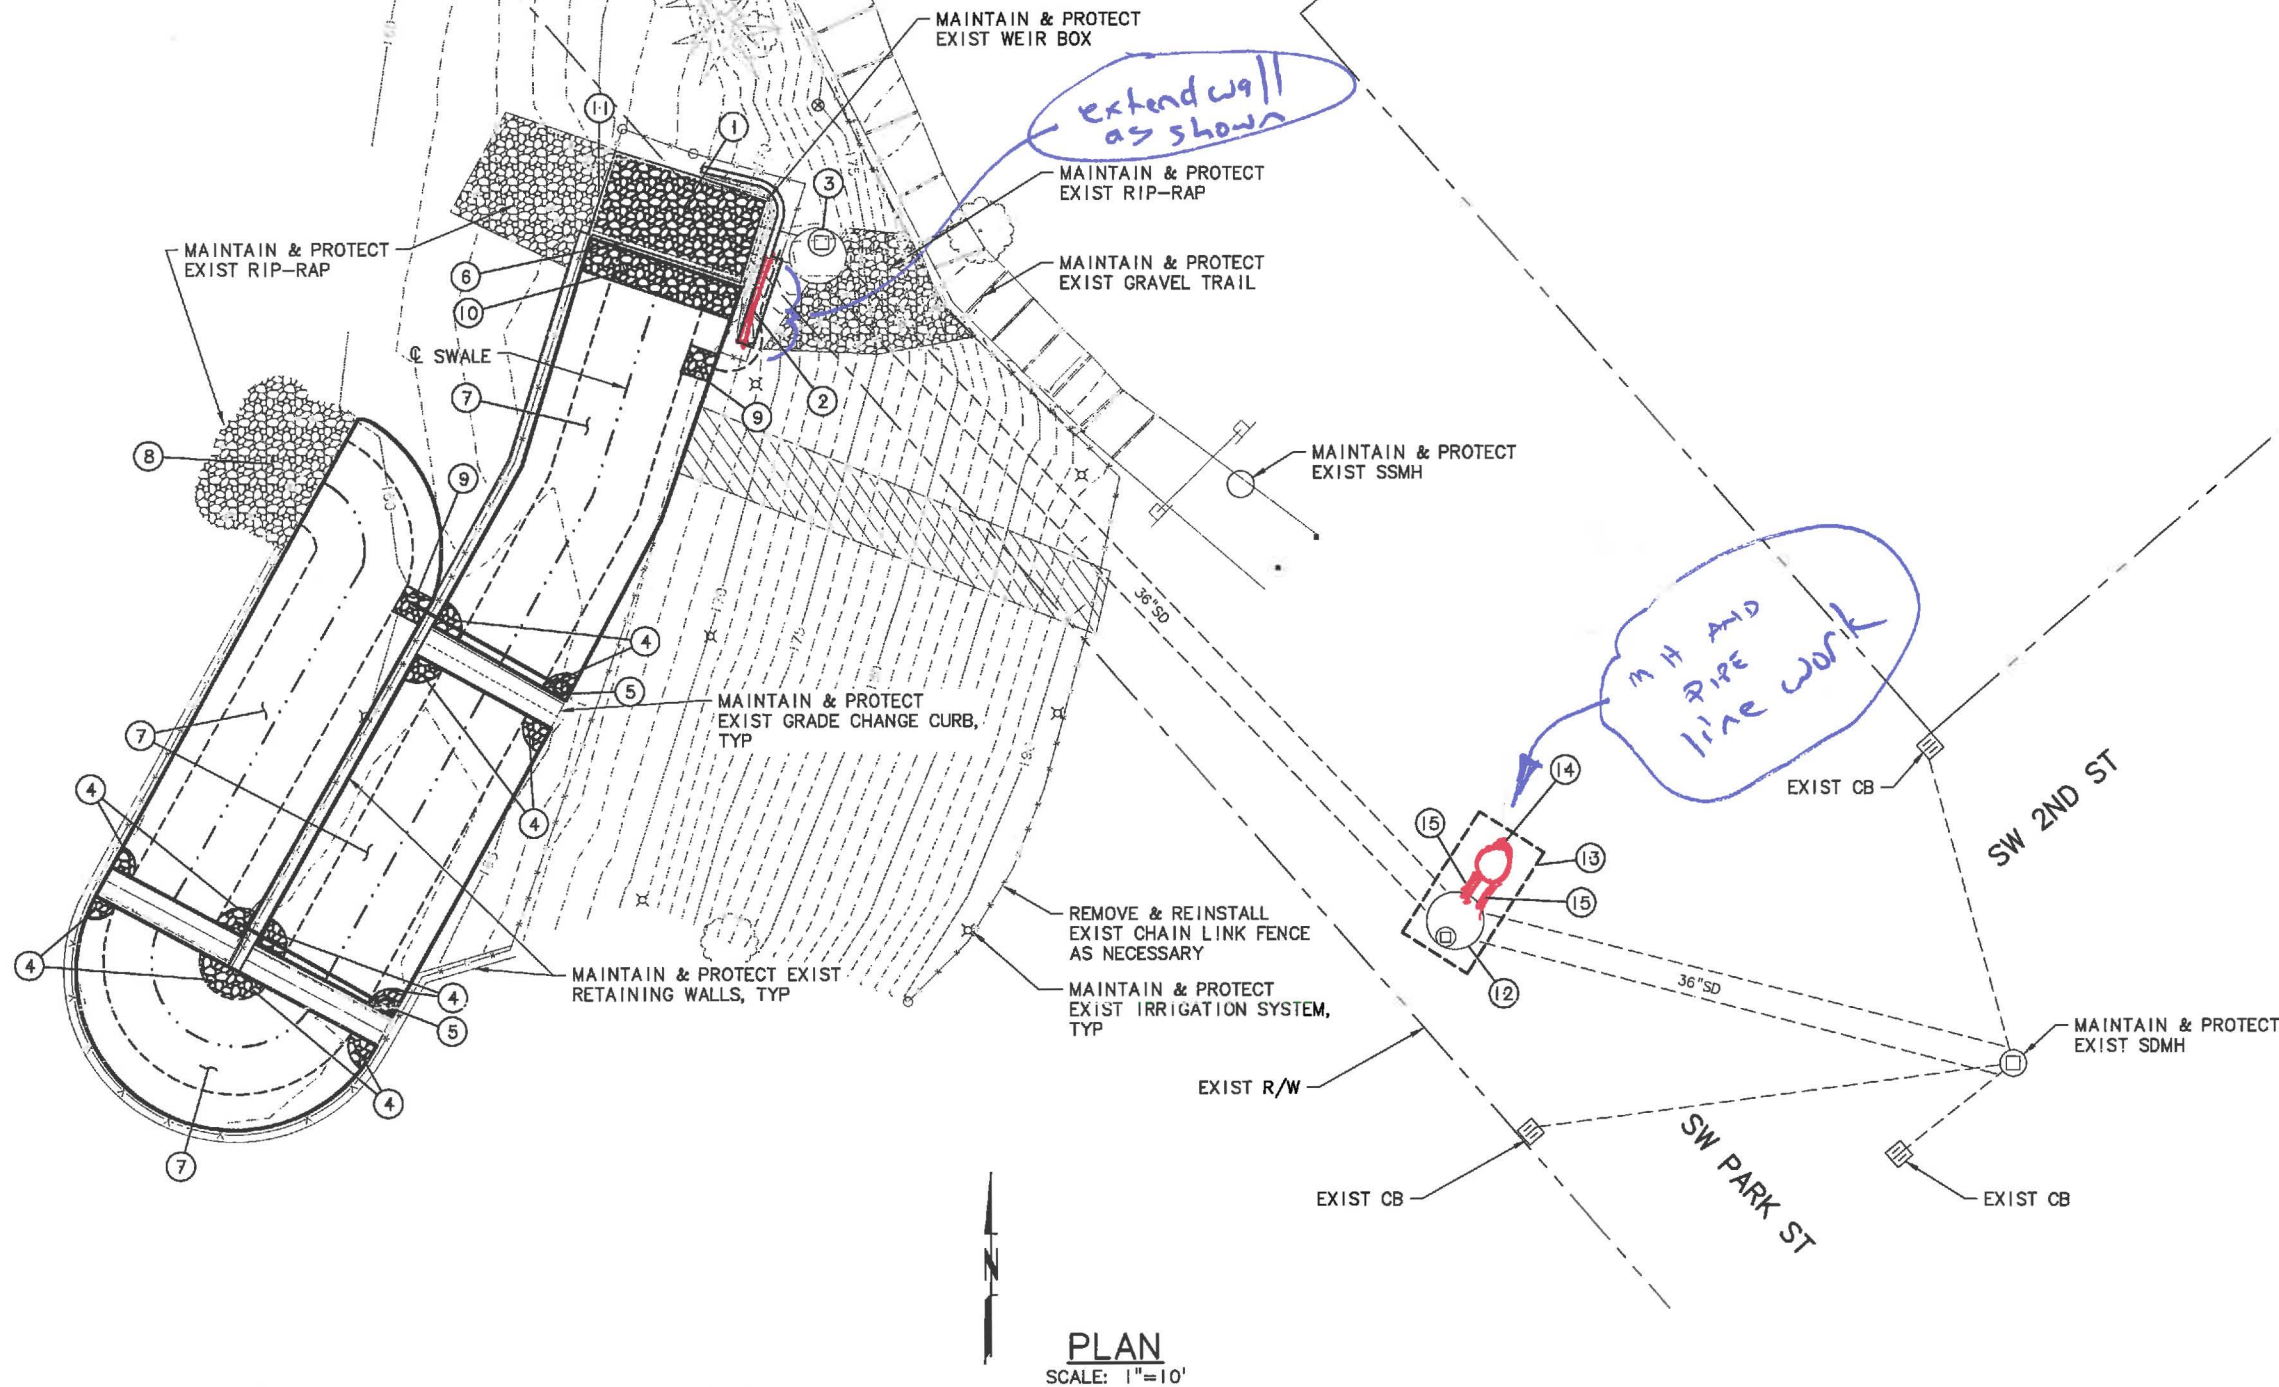 MAINTAIN & PROTECT
EXIST WEIR BOX
extend wall
as shown
11
1
3
MAINTAIN & PROTECT
EXIST RIP-RAP
MAINTAIN & PROTECT
EXIST RIP-RAP
6
10
MAINTAIN & PROTECT
EXIST GRAVEL TRAIL
℄ SWALE
7
2
9
8
9
MAINTAIN & PROTECT
EXIST SSMH
190
36"SD
MH AND
PIPE
line work
170
175
4
5
MAINTAIN & PROTECT
EXIST GRADE CHANGE CURB,
TYP
7
4
4
EXIST CB
SW 2ND ST
14
15
13
15
12
185
REMOVE & REINSTALL
EXIST CHAIN LINK FENCE
AS NECESSARY
4
MAINTAIN & PROTECT EXIST
RETAINING WALLS, TYP
4
5
MAINTAIN & PROTECT
EXIST IRRIGATION SYSTEM,
TYP
36"SD
MAINTAIN & PROTECT
EXIST SDMH
EXIST R/W
4
7
SW PARK ST
EXIST CB
EXIST CB
N
PLAN
SCALE: 1"=10'